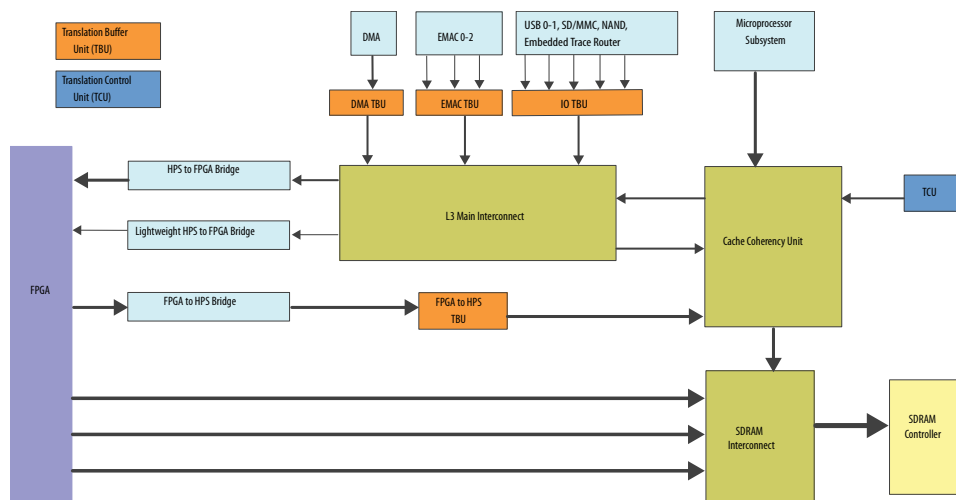 Translation Buffer
Unit (TBU)
Translation Control
Unit (TCU)
DMA
EMAC 0-2
USB 0-1, SD/MMC, NAND,
Embedded Trace Router
Microprocessor
Subsystem
DMA TBU
EMAC TBU
IO TBU
HPS to FPGA Bridge
L3 Main Interconnect
TCU
Lightweight HPS to FPGA Bridge
Cache Coherency Unit
FPGA
FPGA to HPS Bridge
FPGA to HPS
TBU
SDRAM
Interconnect
SDRAM
Controller